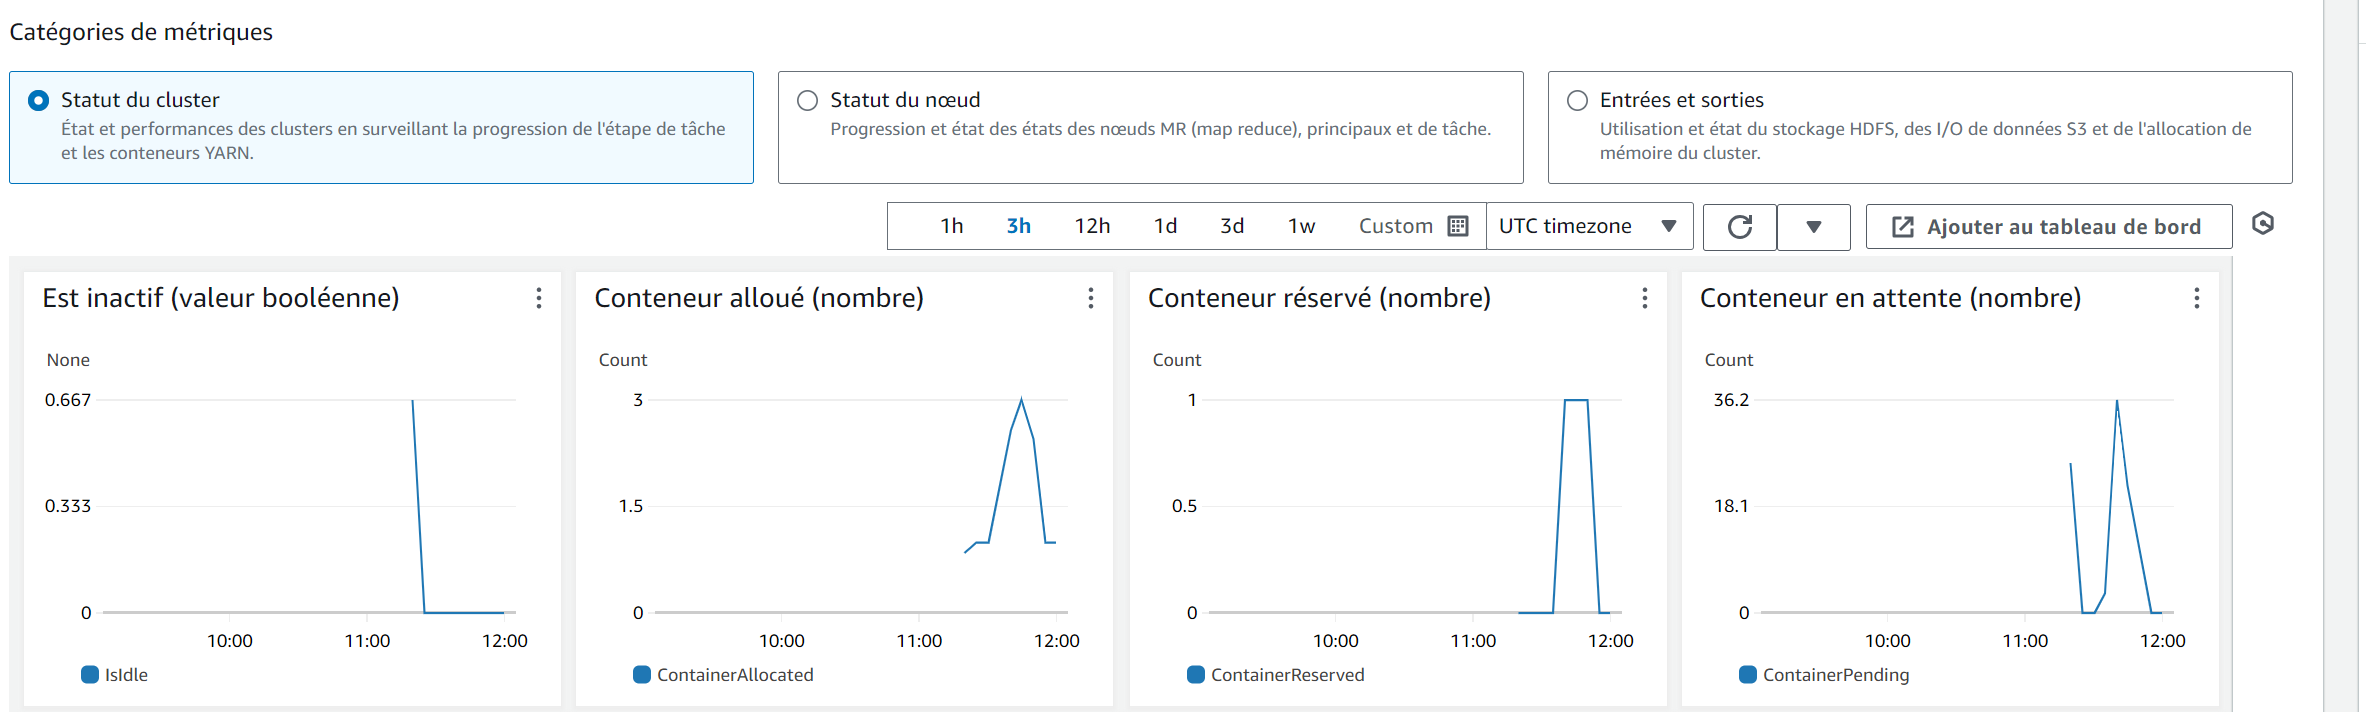 Catégories de métriques
Statut du cluster
État et performances des clusters en surveillant la progression de l'étape de tâche
et les conteneurs YARN.
Statut du nœud
Progression et état des états des nœuds MR (map reduce), principaux et de tâche.
Entrées et sorties
Utilisation et état du stockage HDFS, des I/O de données S3 et de l'allocation de
mémoire du cluster.
1h 3h 12h 1d 3d 1w Custom UTC timezone Ajouter au tableau de bord
Est inactif (valeur booléenne)
None
0.667
0.333
0
10:00 11:00 12:00
IsIdle
Conteneur alloué (nombre)
Count
3
1.5
0
10:00 11:00 12:00
ContainerAllocated
Conteneur réservé (nombre)
Count
1
0.5
0
10:00 11:00 12:00
ContainerReserved
Conteneur en attente (nombre)
Count
36.2
18.1
0
10:00 11:00 12:00
ContainerPending